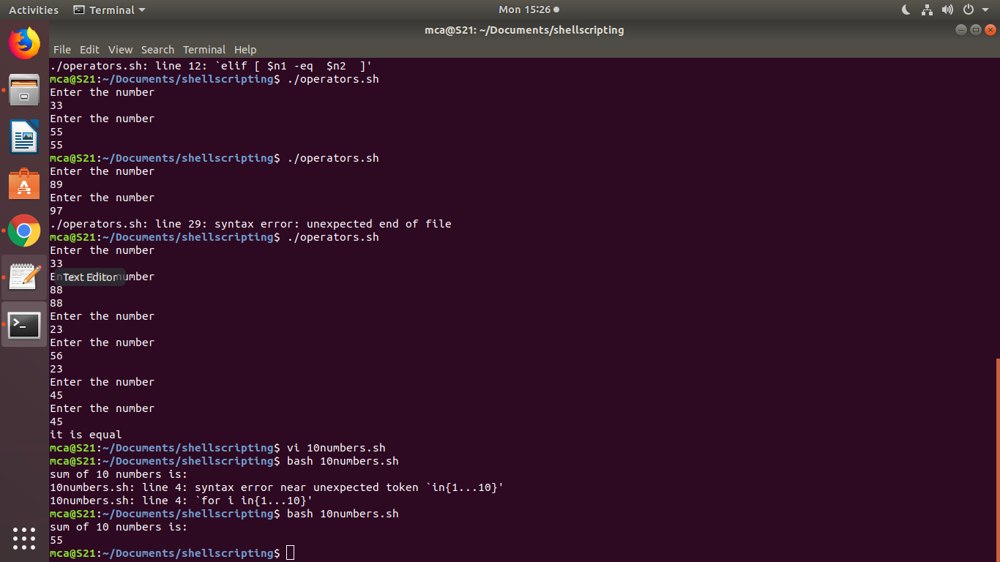 Activities Terminal Mon 15:26
mca@S21: ~/Documents/shellscripting
File Edit View Search Terminal Help
./operators.sh: line 12: `elif [ $n1 -eq  $n2  ]'
mca@S21:~/Documents/shellscripting$ ./operators.sh
Enter the number
33
Enter the number
55
55
mca@S21:~/Documents/shellscripting$ ./operators.sh
Enter the number
89
Enter the number
97
./operators.sh: line 29: syntax error: unexpected end of file
mca@S21:~/Documents/shellscripting$ ./operators.sh
Enter the number
33
Enter the number
Text Editor
88
88
Enter the number
23
Enter the number
56
23
Enter the number
45
Enter the number
45
it is equal
mca@S21:~/Documents/shellscripting$ vi 10numbers.sh
mca@S21:~/Documents/shellscripting$ bash 10numbers.sh
sum of 10 numbers is:
10numbers.sh: line 4: syntax error near unexpected token `in{1...10}'
10numbers.sh: line 4: `for i in{1...10}'
mca@S21:~/Documents/shellscripting$ bash 10numbers.sh
sum of 10 numbers is:
55
mca@S21:~/Documents/shellscripting$